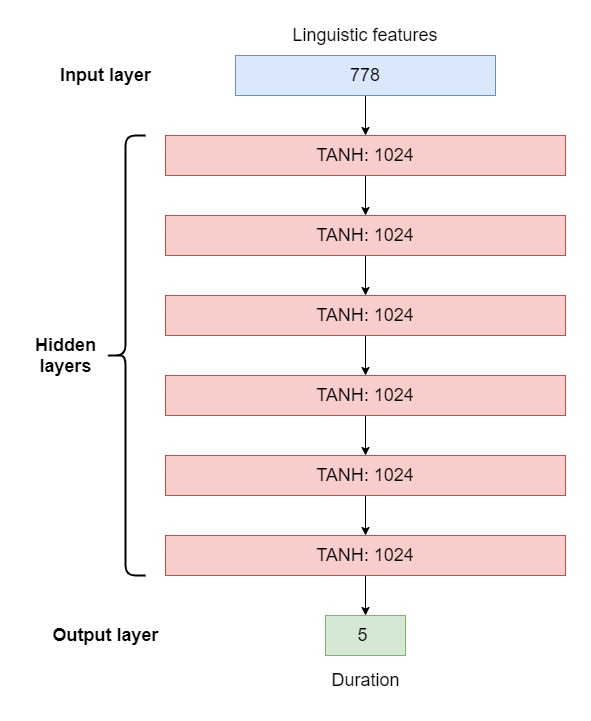 Linguistic features
Input layer
778
TANH: 1024
TANH: 1024
TANH: 1024
Hidden
layers
TANH: 1024
TANH: 1024
TANH: 1024
Output layer
5
Duration